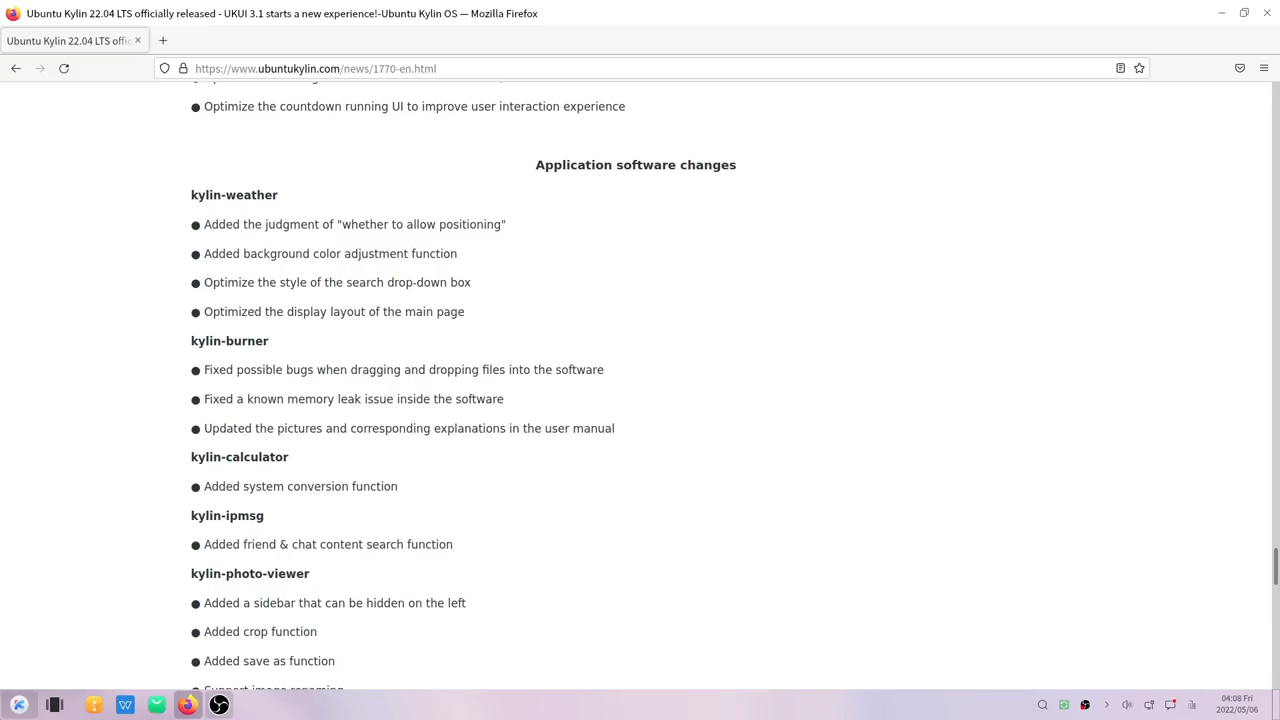 Ubuntu Kylin 22.04 LTS officially released - UKUI 3.1 starts a new experience!-Ubuntu Kylin OS — Mozilla Firefox
Ubuntu Kylin 22.04 LTS offic
https://www.ubuntukylin.com/news/1770-en.html
● Optimize the countdown running UI to improve user interaction experience
Application software changes
kylin-weather
● Added the judgment of "whether to allow positioning"
● Added background color adjustment function
● Optimize the style of the search drop-down box
● Optimized the display layout of the main page
kylin-burner
● Fixed possible bugs when dragging and dropping files into the software
● Fixed a known memory leak issue inside the software
● Updated the pictures and corresponding explanations in the user manual
kylin-calculator
● Added system conversion function
kylin-ipmsg
● Added friend & chat content search function
kylin-photo-viewer
● Added a sidebar that can be hidden on the left
● Added crop function
● Added save as function
● Support image renaming
04:08 Fri
2022/05/06